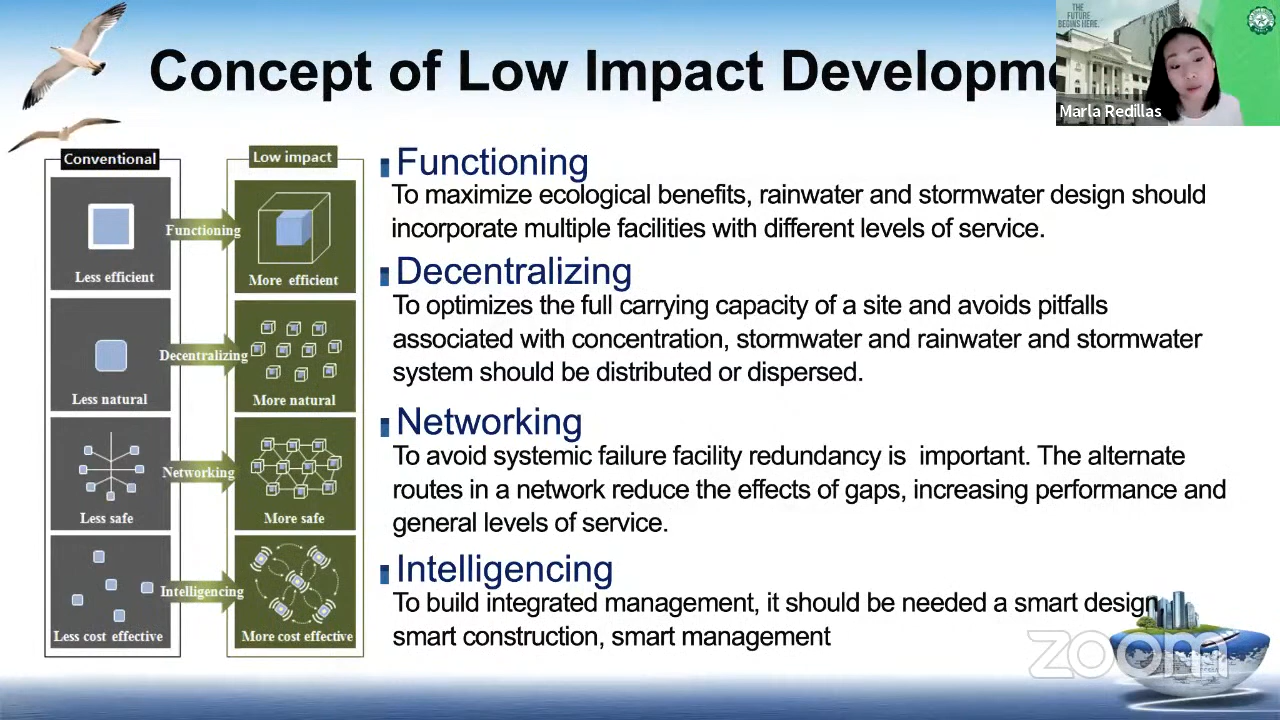 THE
FUTURE
BEGINS HERE.
Concept of Low Impact Developme
Marla Redillas
Conventional
Low impact
Functioning
Less efficient
More efficient
Decentralizing
Less natural
More natural
Networking
Less safe
More safe
Intelligencing
Less cost effective
More cost effective
Functioning
To maximize ecological benefits, rainwater and stormwater design should
incorporate multiple facilities with different levels of service.
Decentralizing
To optimizes the full carrying capacity of a site and avoids pitfalls
associated with concentration, stormwater and rainwater and stormwater
system should be distributed or dispersed.
Networking
To avoid systemic failure facility redundancy is  important. The alternate
routes in a network reduce the effects of gaps, increasing performance and
general levels of service.
Intelligencing
To build integrated management, it should be needed a smart design,
smart construction, smart management
zoom